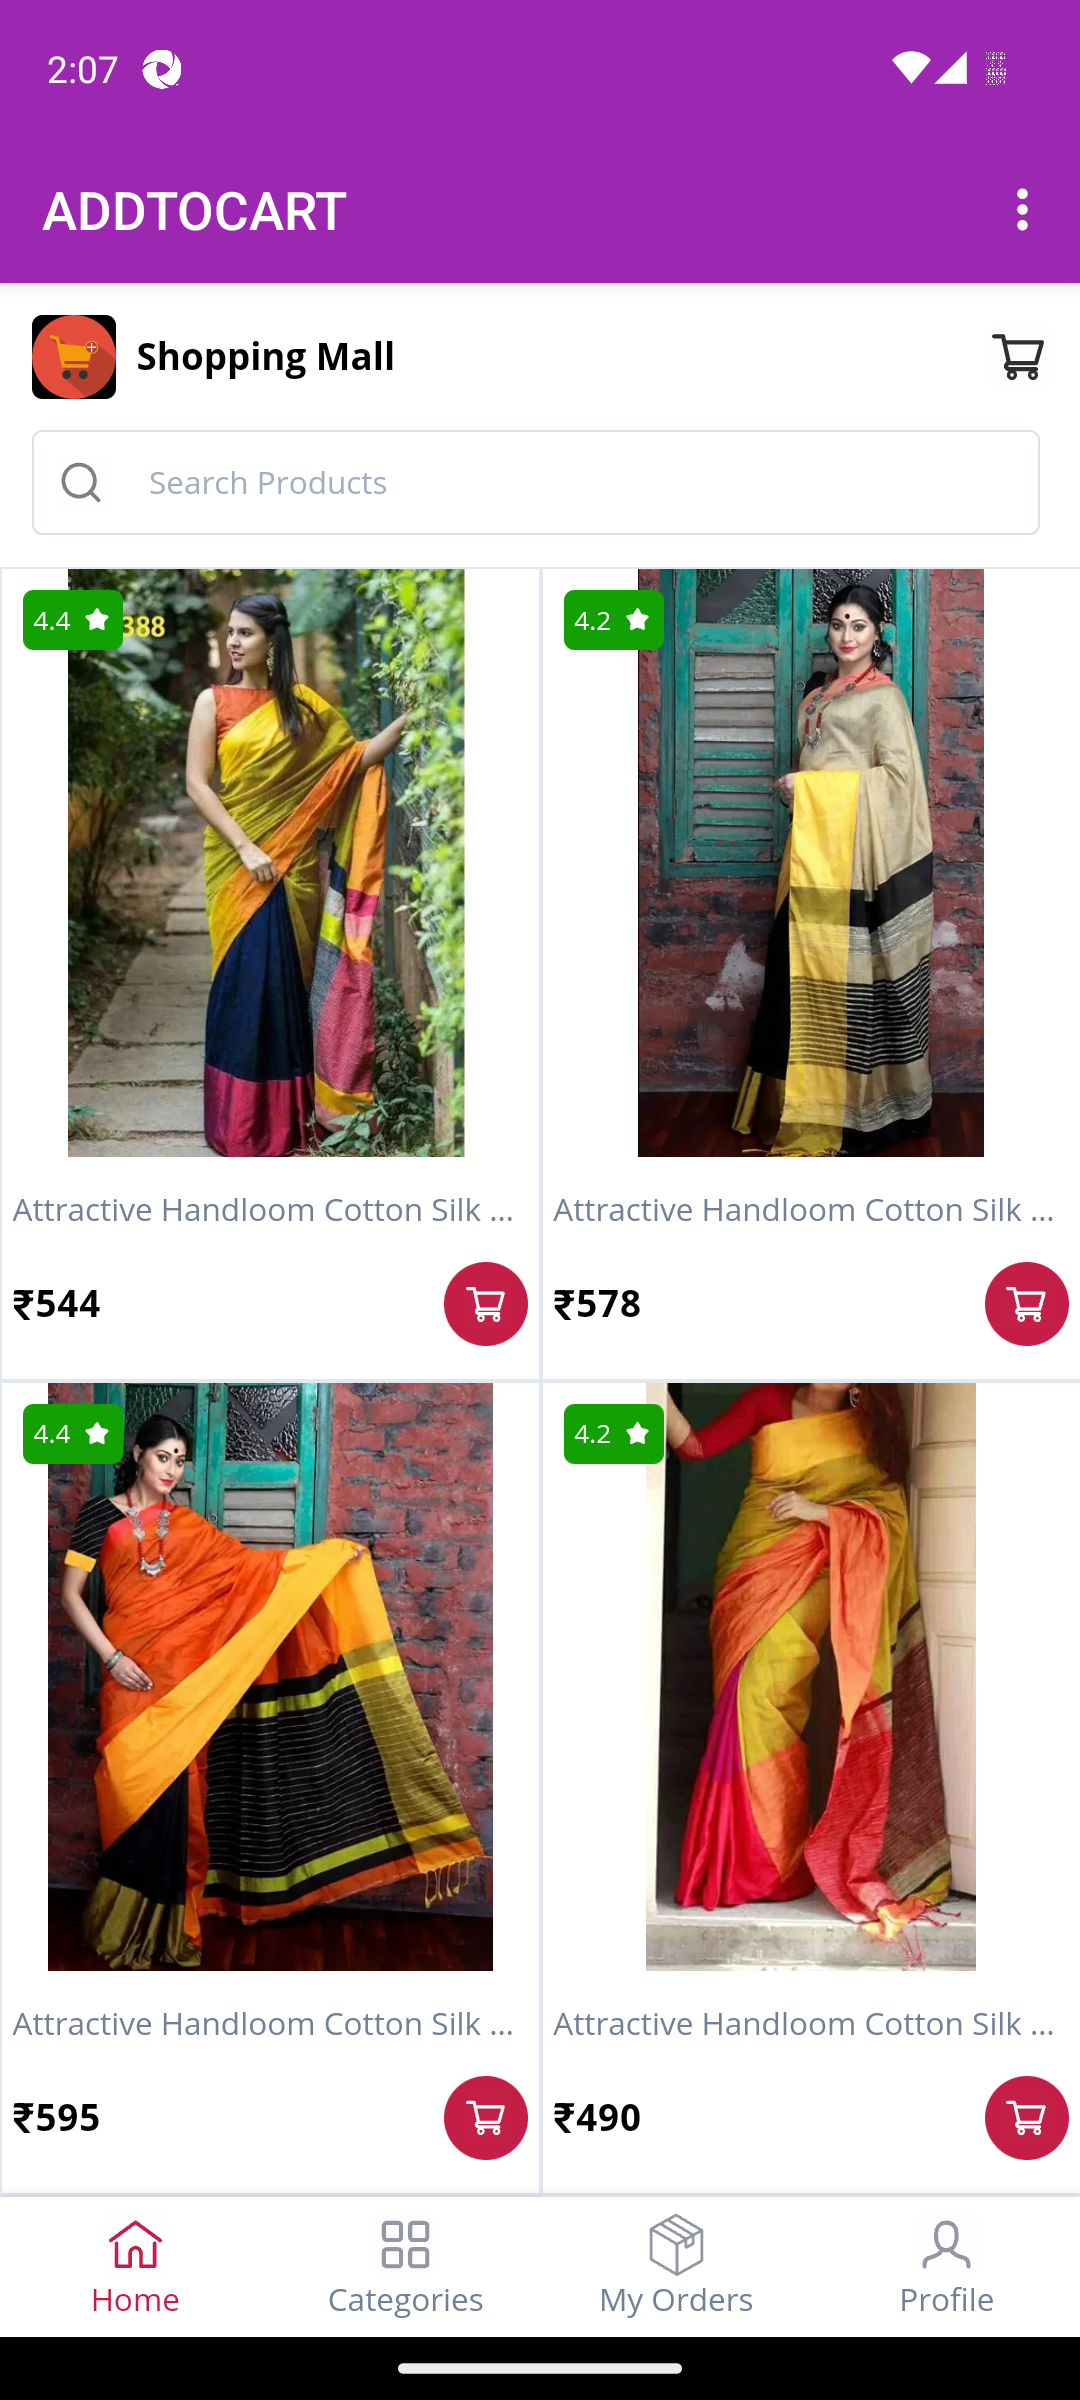 2:07
ADDTOCART
Shopping Mall
Search Products
4.4
388
4.2
Attractive Handloom Cotton Silk ...
Attractive Handloom Cotton Silk ...
₹544
₹578
4.4
4.2
Attractive Handloom Cotton Silk ...
Attractive Handloom Cotton Silk ...
₹595
₹490
Home
Categories
My Orders
Profile